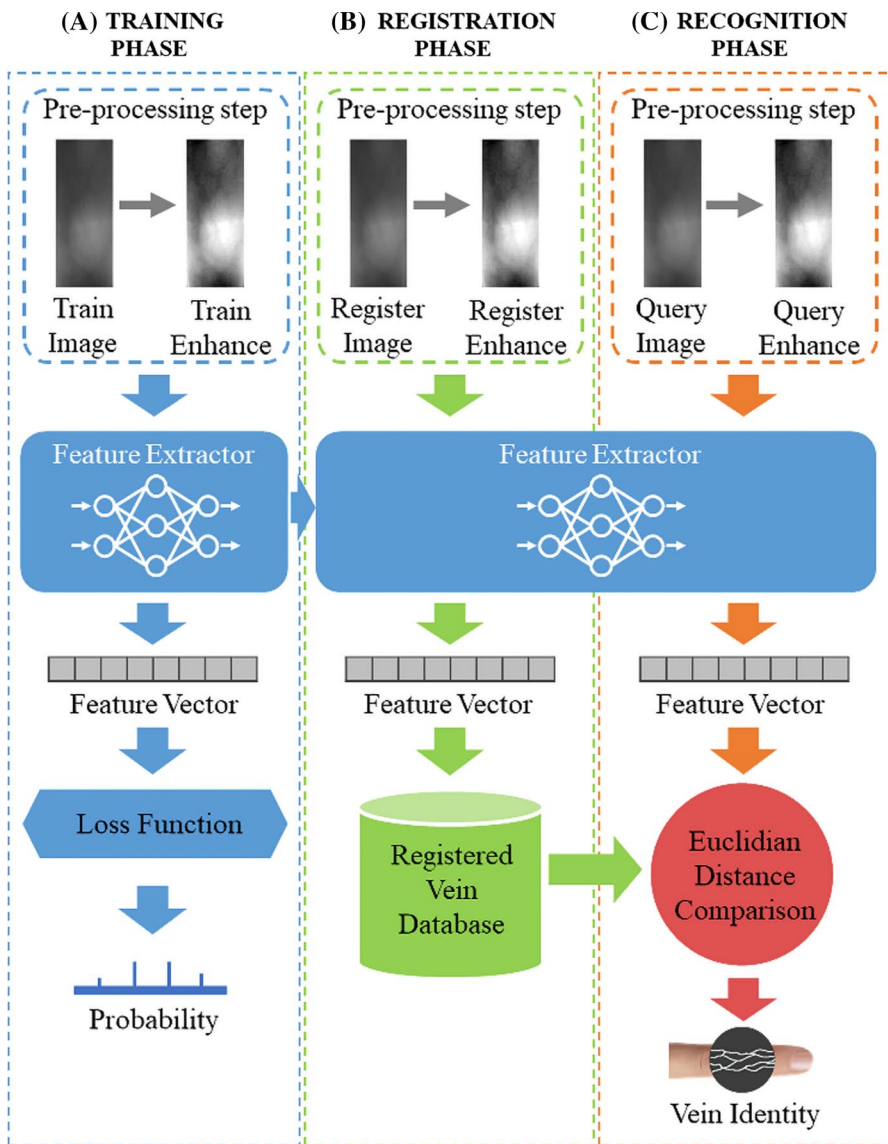 (A) TRAINING
PHASE
Pre-processing step
Train
Image
Train
Enhance
Feature Extractor
Feature Vector
Loss Function
Probability
(B) REGISTRATION
PHASE
Pre-processing step
Register
Image
Register
Enhance
Feature Extractor
Feature Vector
Registered
Vein
Database
(C) RECOGNITION
PHASE
Pre-processing step
Query
Image
Query
Enhance
Feature Vector
Euclidian
Distance
Comparison
Vein Identity